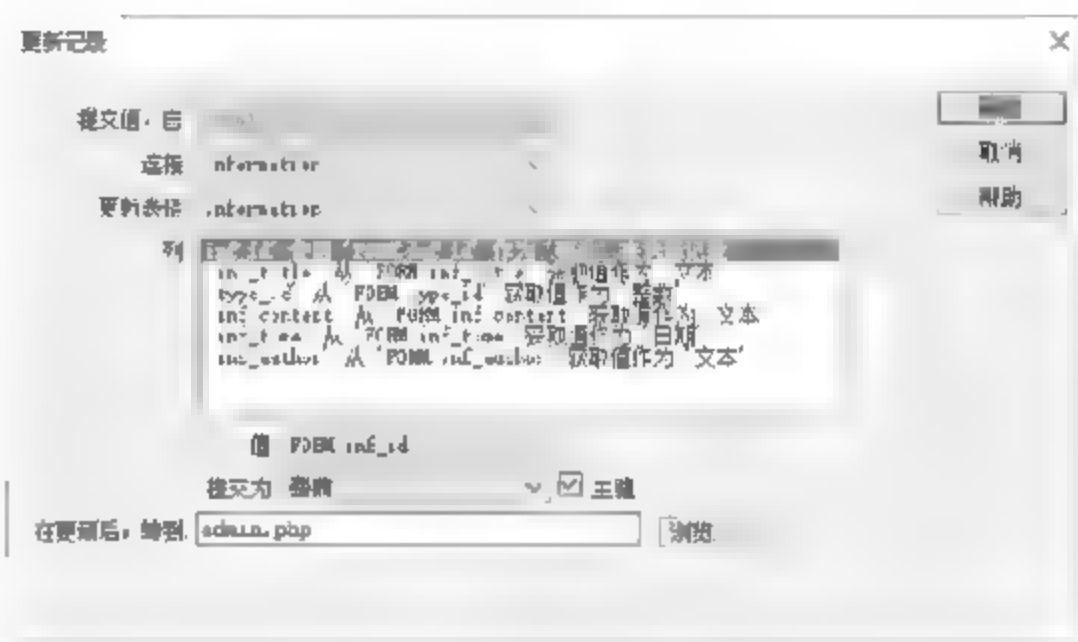 更新记录
提交值,自
取消
连接 information
帮助
更新表格 information
列
inf_title 从 FORM inf_title 获取值作为 文本
type_id 从 FORM type_id 获取值作为 整数
inf_content 从 FORM inf_content 获取值作为 文本
inf_time 从 FORM inf_time 获取值作为 日期
inf_author 从 'FORM inf_author 获取值作为 文本'
值 FORM inf_id
提交为 整数 主键
在更新后,转到 admin.php 浏览